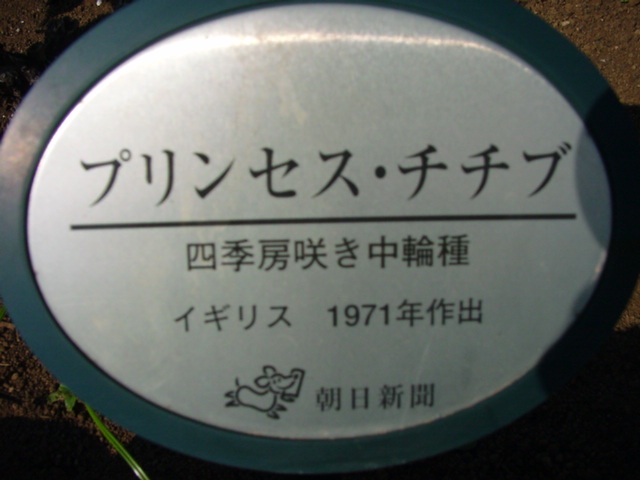 プリンセス・チチブ
四季房咲き中輪種
イギリス 1971年作出
朝日新聞